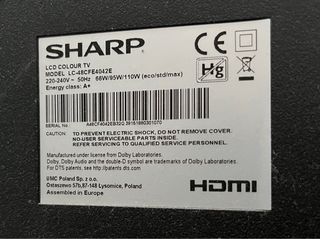 SHARP
LCD COLOUR TV
MODEL LC-48CFE4042E
220-240V ~ 50Hz 66W/95W/110W (eco/std/max)
Energy class: A+
CE
Hg
SERIAL No
CAUTION: TO PREVENT ELECTRIC SHOCK, DO NOT REMOVE COVER.
NO USER-SERVICEABLE PARTS INSIDE.
REFER SERVICING TO QUALIFIED SERVICE PERSONNEL.
Manufactured under license from Dolby Laboratories.
Dolby, Dolby Audio and the double-D symbol are trademarks of Dolby Laboratories.
For DTS patents, see http://patents.dts.com
UMC Poland Sp. z o.o.
Ostaszewo 57b, 87-148 Lysomice, Poland
Assembled in Europe
HDMI